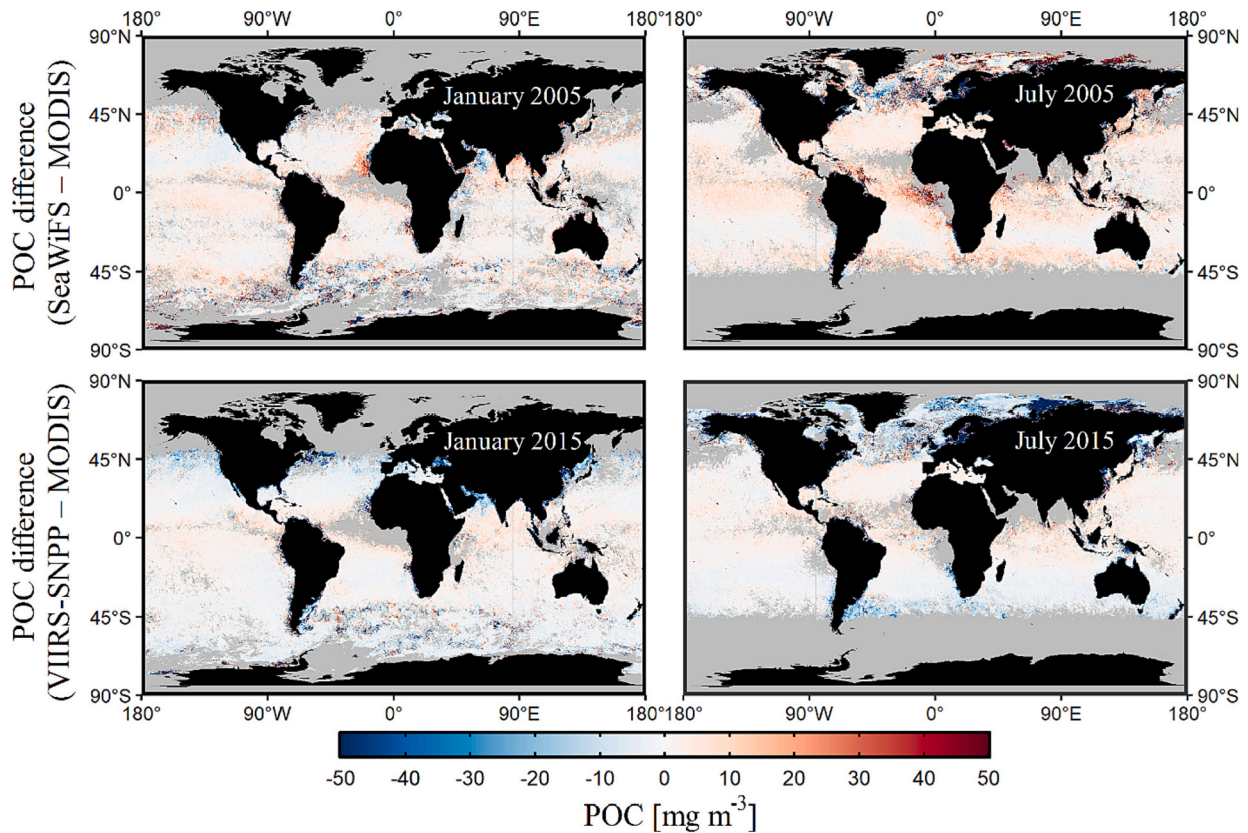 180° 90°W 0° 90°E 180° 180° 90°W 0° 90°E 180°
90°N 90°N
45°N 45°N
0° 0°
45°S 45°S
90°S 90°S
POC difference
(SeaWiFS – MODIS)
January 2005
July 2005
90°N 90°N
45°N 45°N
0° 0°
45°S 45°S
90°S 90°S
POC difference
(VIIRS-SNPP – MODIS)
January 2015
July 2015
180° 90°W 0° 90°E 180° 180° 90°W 0° 90°E 180°
-50 -40 -30 -20 -10 0 10 20 30 40 50
POC [mg m⁻³]